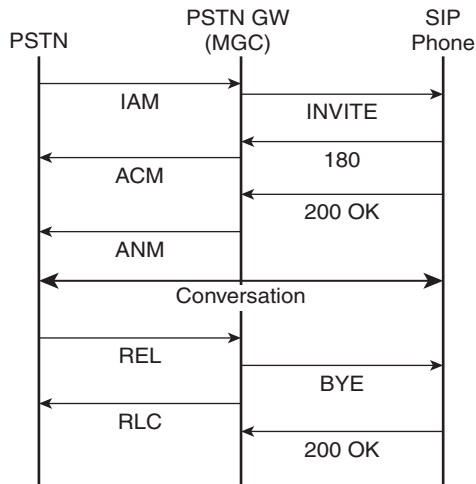 PSTN
PSTN GW
(MGC)
SIP
Phone
IAM
INVITE
180
ACM
200 OK
ANM
Conversation
REL
BYE
RLC
200 OK